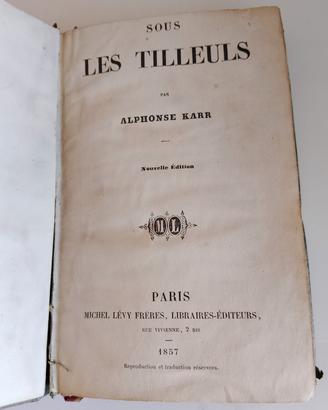 SOUS
LES TILLEULS
PAR
ALPHONSE KARR
Nouvelle Édition
ML
PARIS
MICHEL LÉVY FRÈRES, LIBRAIRES-ÉDITEURS,
RUE VIVIENNE, 2 BIS
1857
Reproduction et traduction réservées.